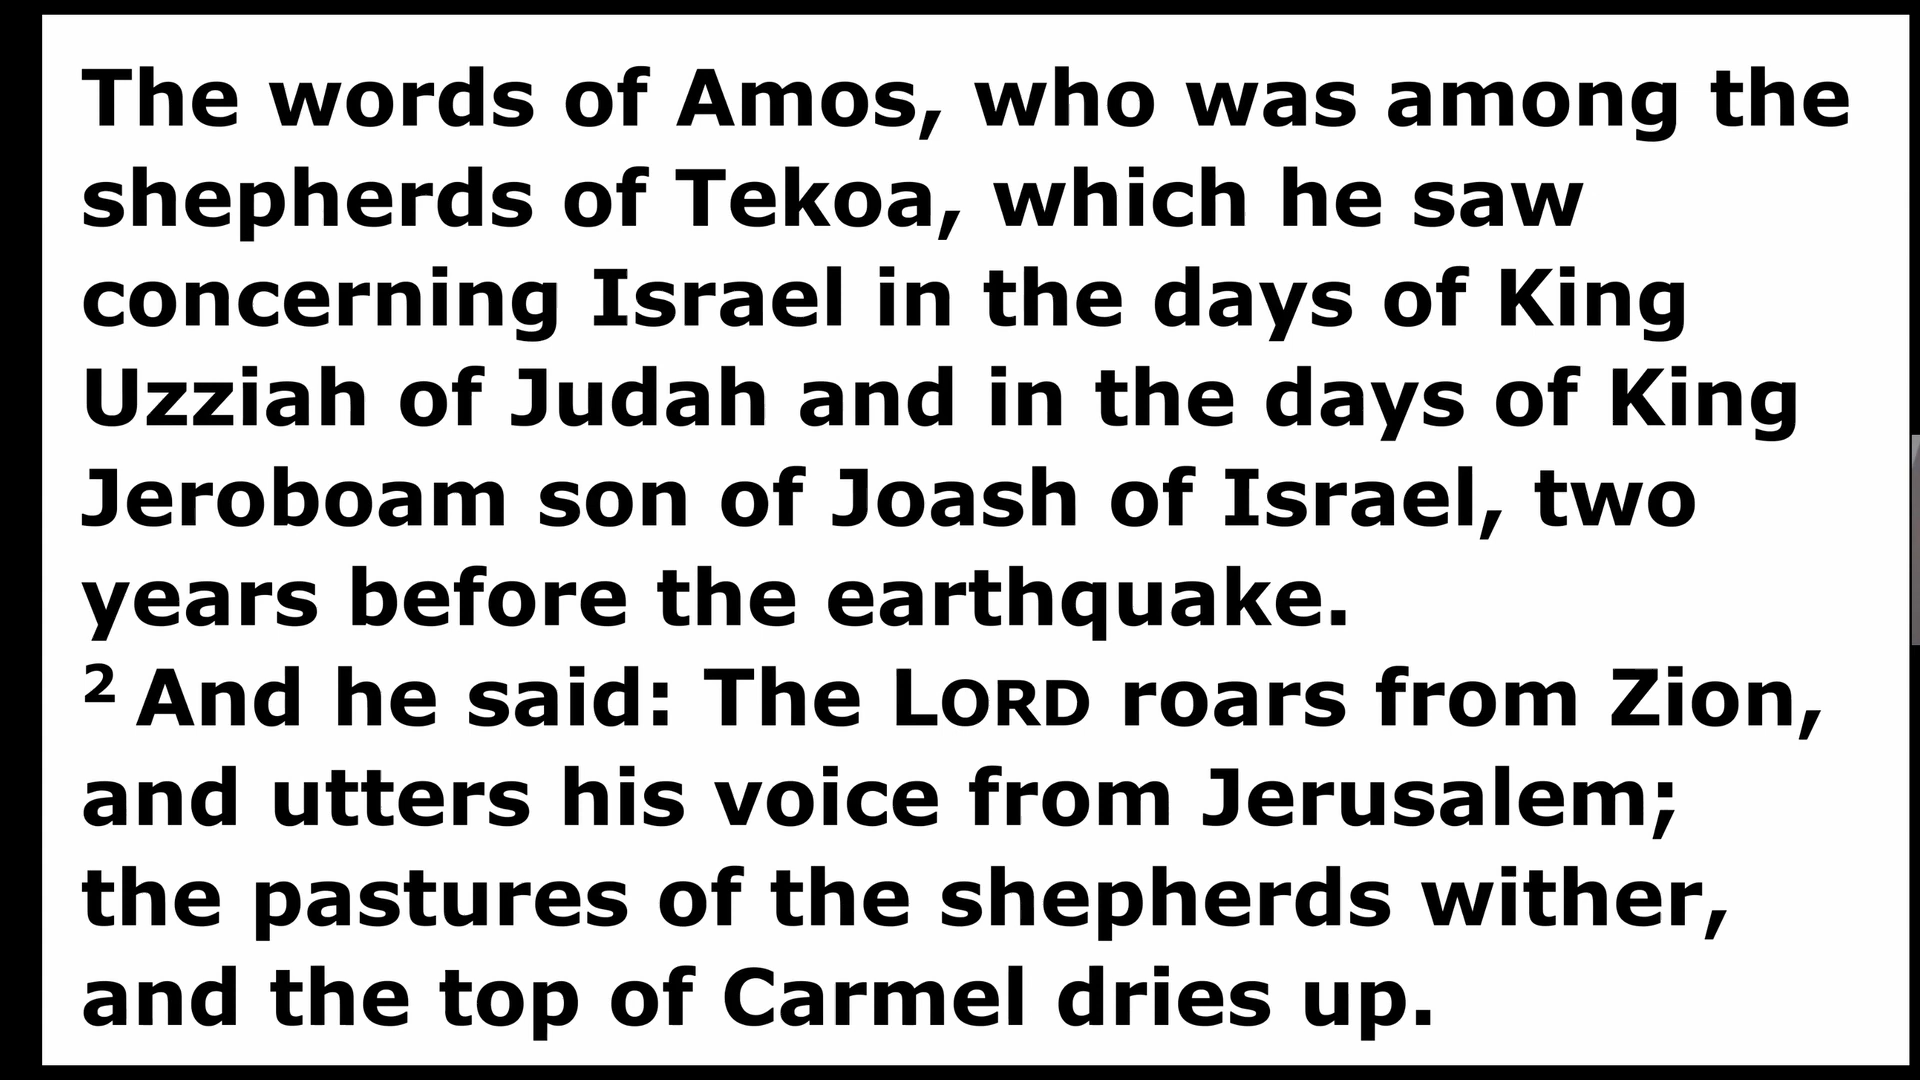 The words of Amos, who was among the
shepherds of Tekoa, which he saw
concerning Israel in the days of King
Uzziah of Judah and in the days of King
Jeroboam son of Joash of Israel, two
years before the earthquake.
² And he said: The LORD roars from Zion,
and utters his voice from Jerusalem;
the pastures of the shepherds wither,
and the top of Carmel dries up.